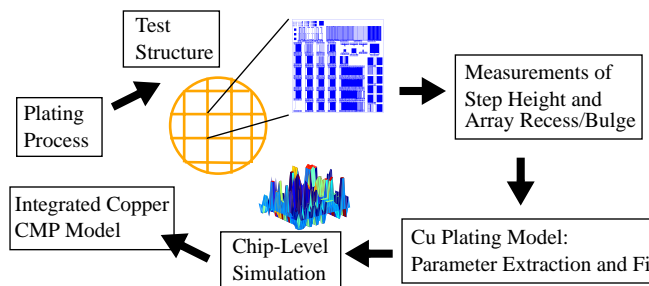 Test
Structure
Plating
Process
Measurements of
Step Height and
Array Recess/Bulge
Cu Plating Model:
Parameter Extraction and Fi
Chip-Level
Simulation
Integrated Copper
CMP Model